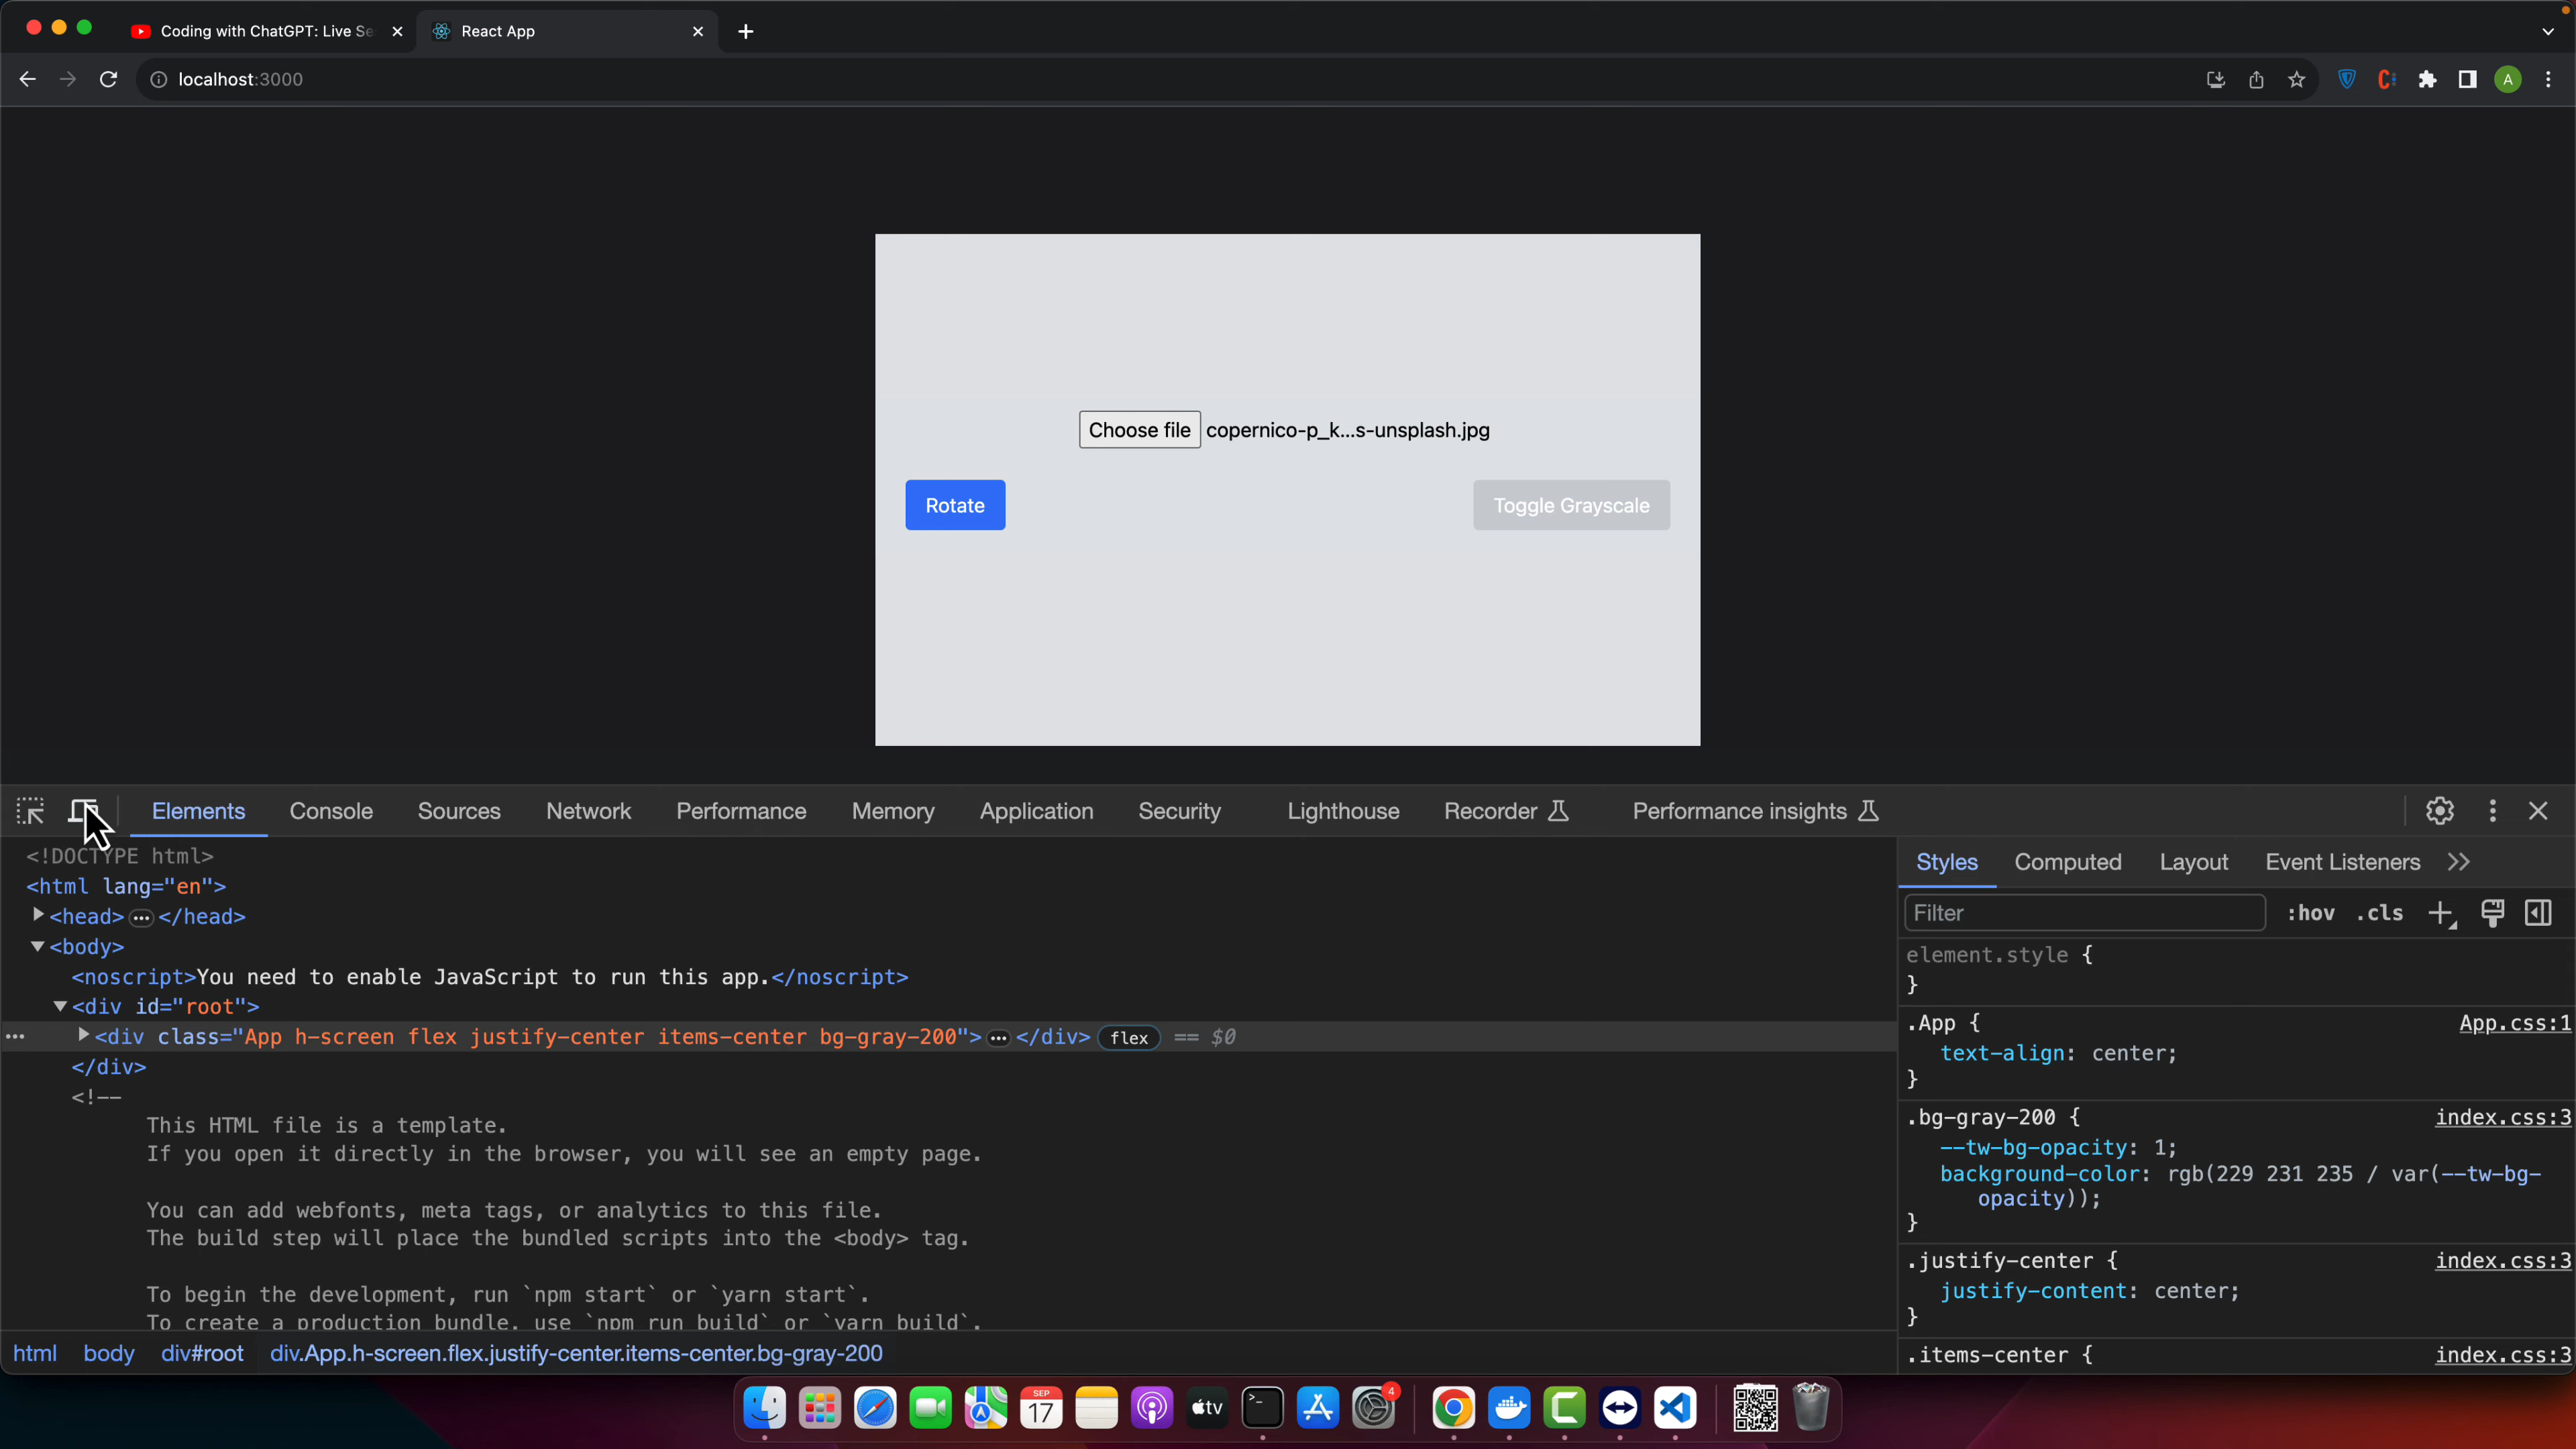 Coding with ChatGPT: Live Se
React App
localhost:3000
A
Choose file copernico-p_k...s-unsplash.jpg
Rotate
Toggle Grayscale
Elements Console Sources Network Performance Memory Application Security Lighthouse Recorder Performance insights
<!DOCTYPE html>
<html lang="en">
<head> … </head>
<body>
<noscript>You need to enable JavaScript to run this app.</noscript>
<div id="root">
<div class="App h-screen flex justify-center items-center bg-gray-200"> … </div> flex == $0
</div>
<!--
This HTML file is a template.
If you open it directly in the browser, you will see an empty page.
You can add webfonts, meta tags, or analytics to this file.
The build step will place the bundled scripts into the <body> tag.
To begin the development, run `npm start` or `yarn start`.
To create a production bundle, use `npm run build` or `yarn build`.
html body div#root div.App.h-screen.flex.justify-center.items-center.bg-gray-200
Styles Computed Layout Event Listeners
Filter :hov .cls
element.style {
}
.App { App.css:1
text-align: center;
}
.bg-gray-200 { index.css:3
--tw-bg-opacity: 1;
background-color: rgb(229 231 235 / var(--tw-bg-
opacity));
}
.justify-center { index.css:3
justify-content: center;
}
.items-center { index.css:3
SEP
17
tv
4